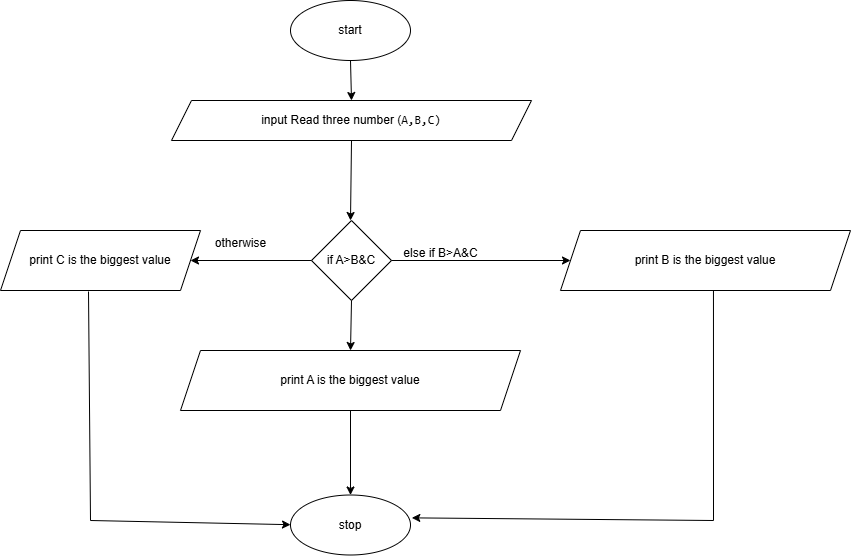 start
input Read three number (A,B,C)
otherwise
else if B>A&C
print C is the biggest value
if A>B&C
print B is the biggest value
print A is the biggest value
stop